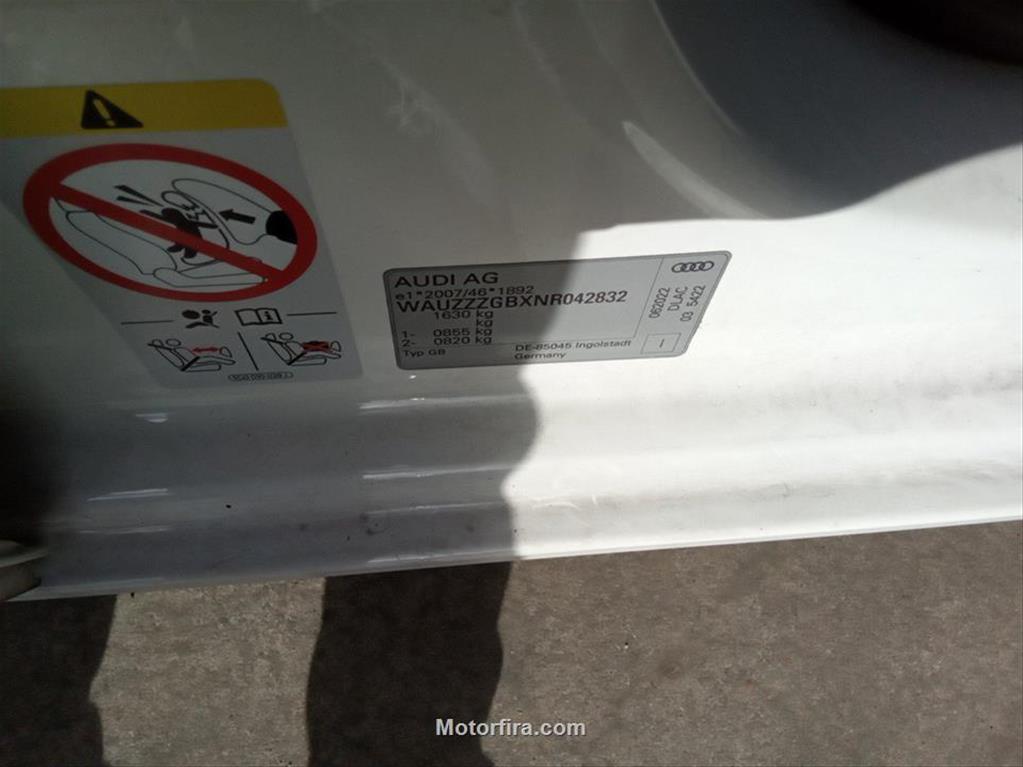 AUDI AG
e1*2007/46*1892
WAUZZZGBXNR042832
1630 kg
kg
1- 0855 kg
2- 0820 kg
Typ GB
DE-85045 Ingolstadt
Germany
062022
DLAC
03 5422
I
Motorfira.com